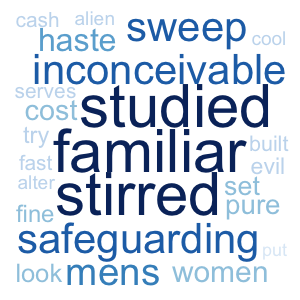 cash alien sweep
haste cool
inconceivable
serves studied
cost
try familiar built
fast evil
alter stirred set
fine pure
safeguarding put
look mens women